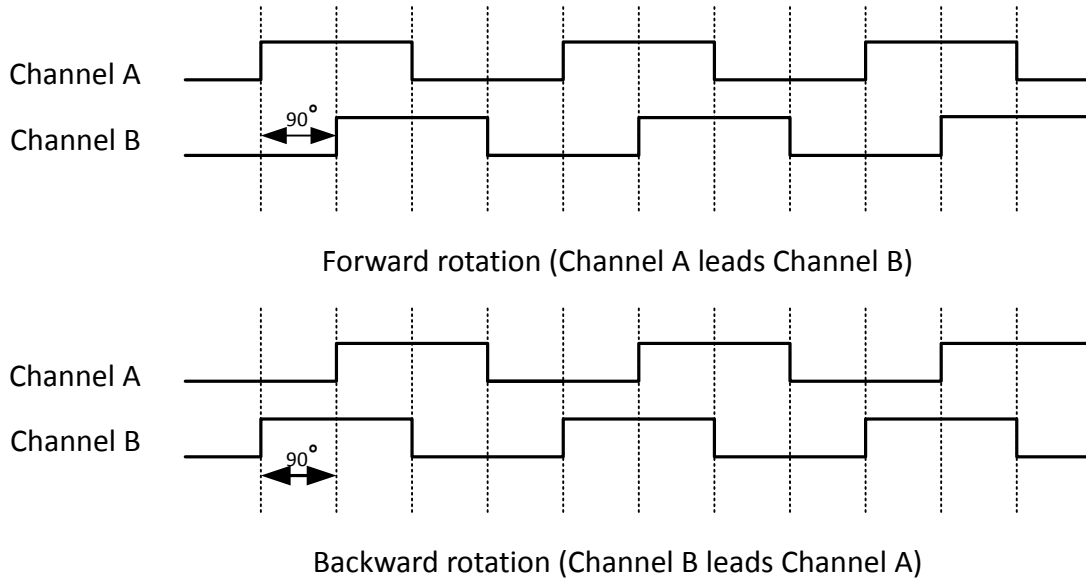 Channel A
90°
Channel B
Forward rotation (Channel A leads Channel B)
Channel A
Channel B
90°
Backward rotation (Channel B leads Channel A)